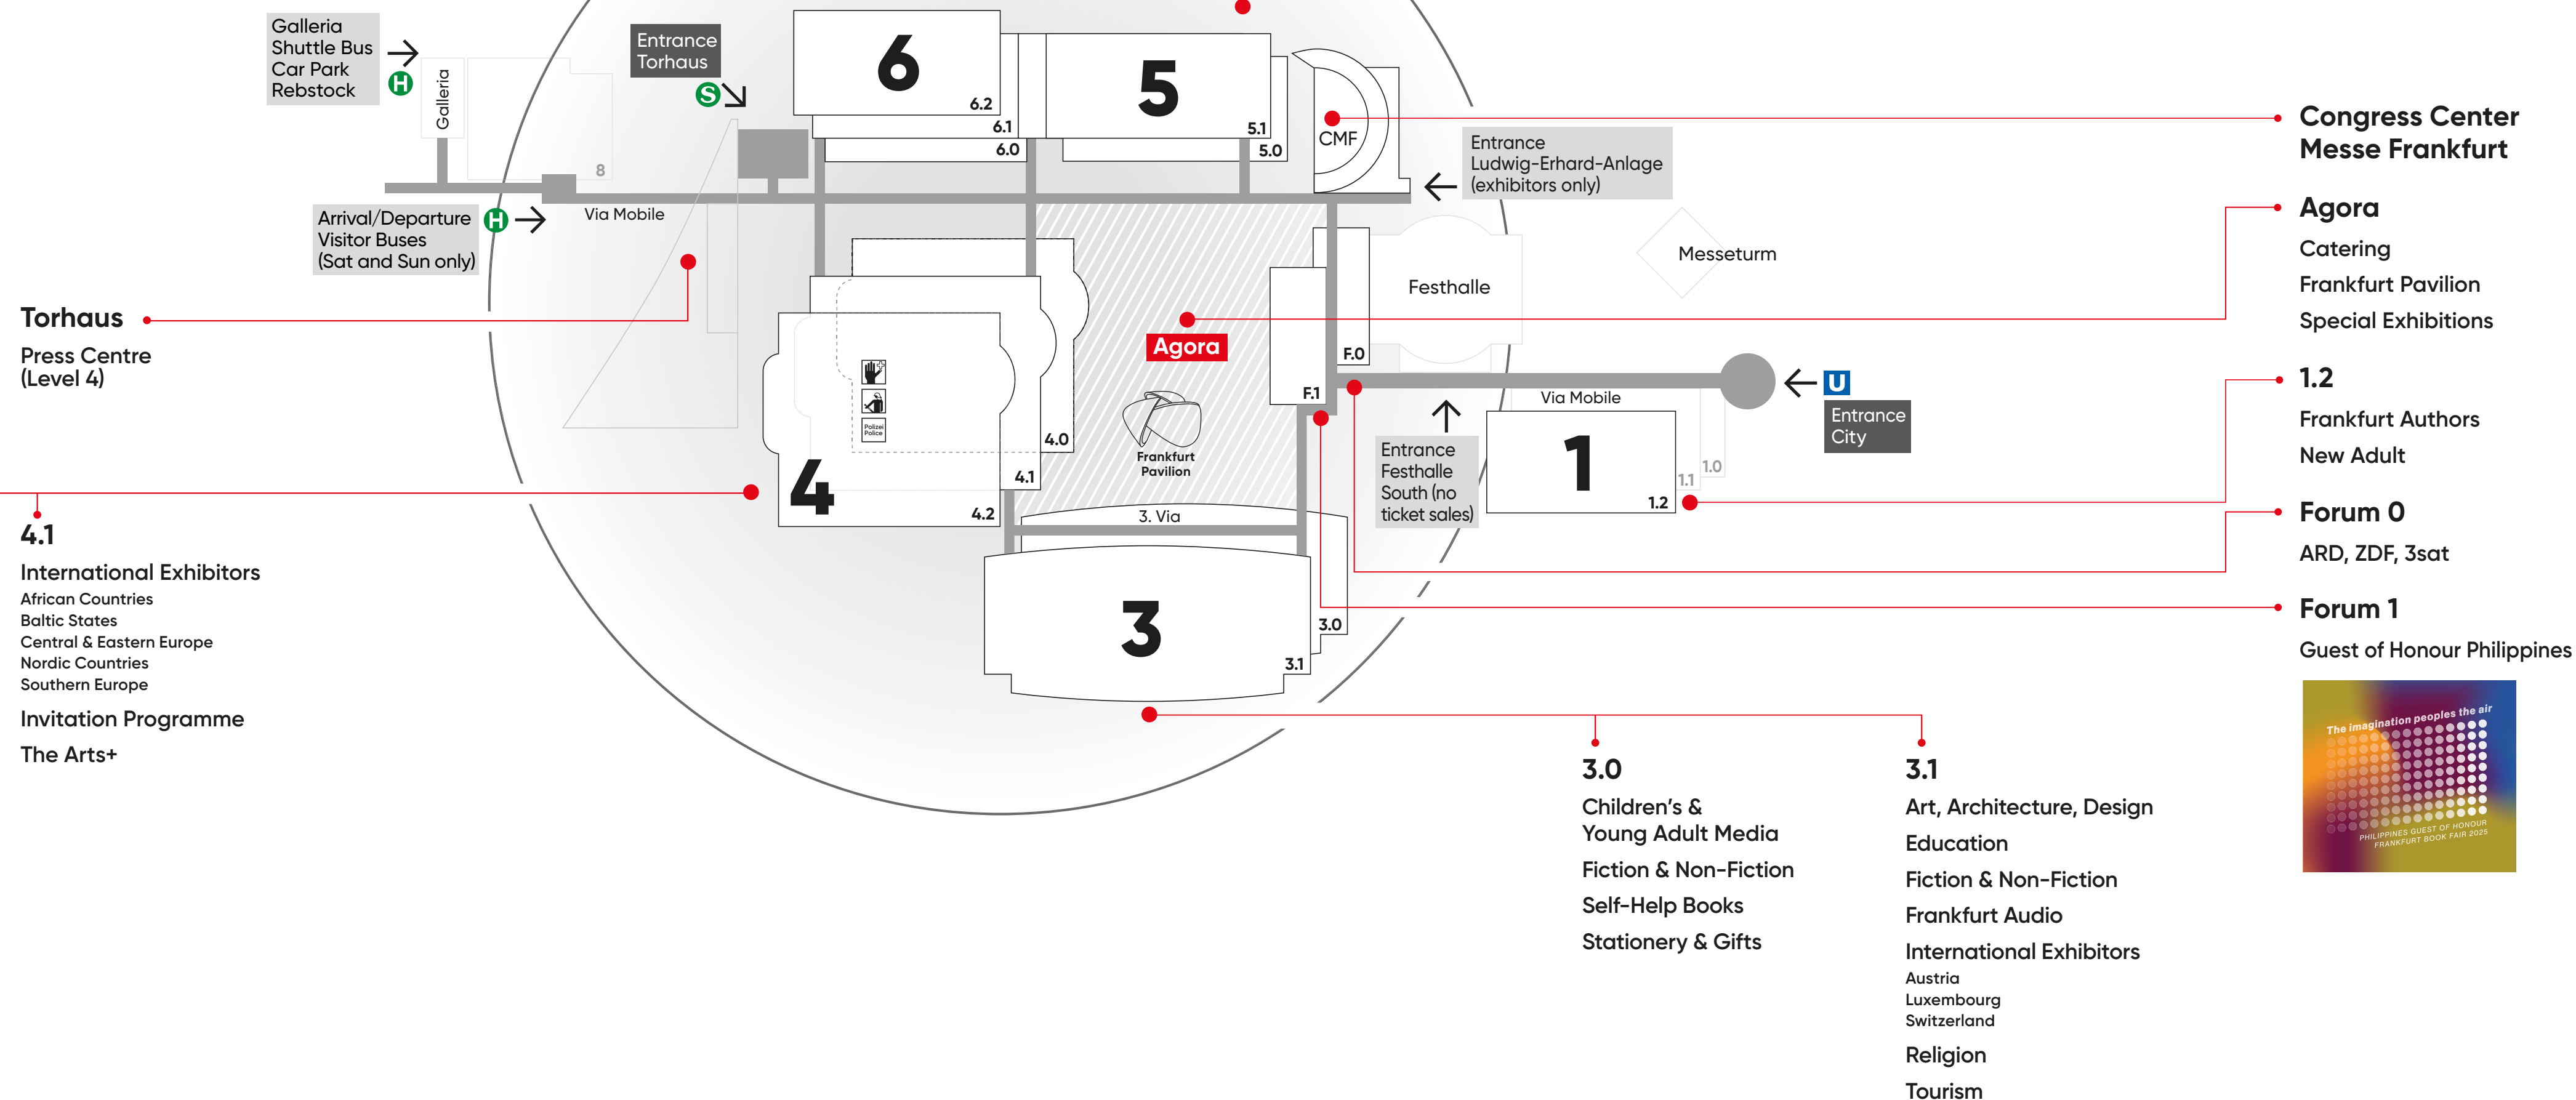 Galleria
Shuttle Bus
Car Park
Rebstock
H
Galleria
Entrance
Torhaus
S
8
6
6.2
6.1
6.0
5
5.1
5.0
CMF
Entrance
Ludwig-Erhard-Anlage
(exhibitors only)
Congress Center
Messe Frankfurt
Arrival/Departure
Visitor Buses
(Sat and Sun only)
H
Via Mobile
Agora
Catering
Frankfurt Pavilion
Special Exhibitions
Messeturm
Festhalle
Torhaus
Press Centre
(Level 4)
Agora
F.0
F.1
Frankfurt
Pavilion
Polizei
Police
4.0
4.1
4
4.2
Via Mobile
U
Entrance
City
Entrance
Festhalle
South (no
ticket sales)
1
1.2
1.1
1.0
1.2
Frankfurt Authors
New Adult
Forum 0
ARD, ZDF, 3sat
Forum 1
Guest of Honour Philippines
The imagination peoples the air
PHILIPPINES GUEST OF HONOUR
FRANKFURT BOOK FAIR 2025
3. Via
3
3.0
3.1
4.1
International Exhibitors
African Countries
Baltic States
Central & Eastern Europe
Nordic Countries
Southern Europe
Invitation Programme
The Arts+
3.0
Children’s &
Young Adult Media
Fiction & Non-Fiction
Self-Help Books
Stationery & Gifts
3.1
Art, Architecture, Design
Education
Fiction & Non-Fiction
Frankfurt Audio
International Exhibitors
Austria
Luxembourg
Switzerland
Religion
Tourism